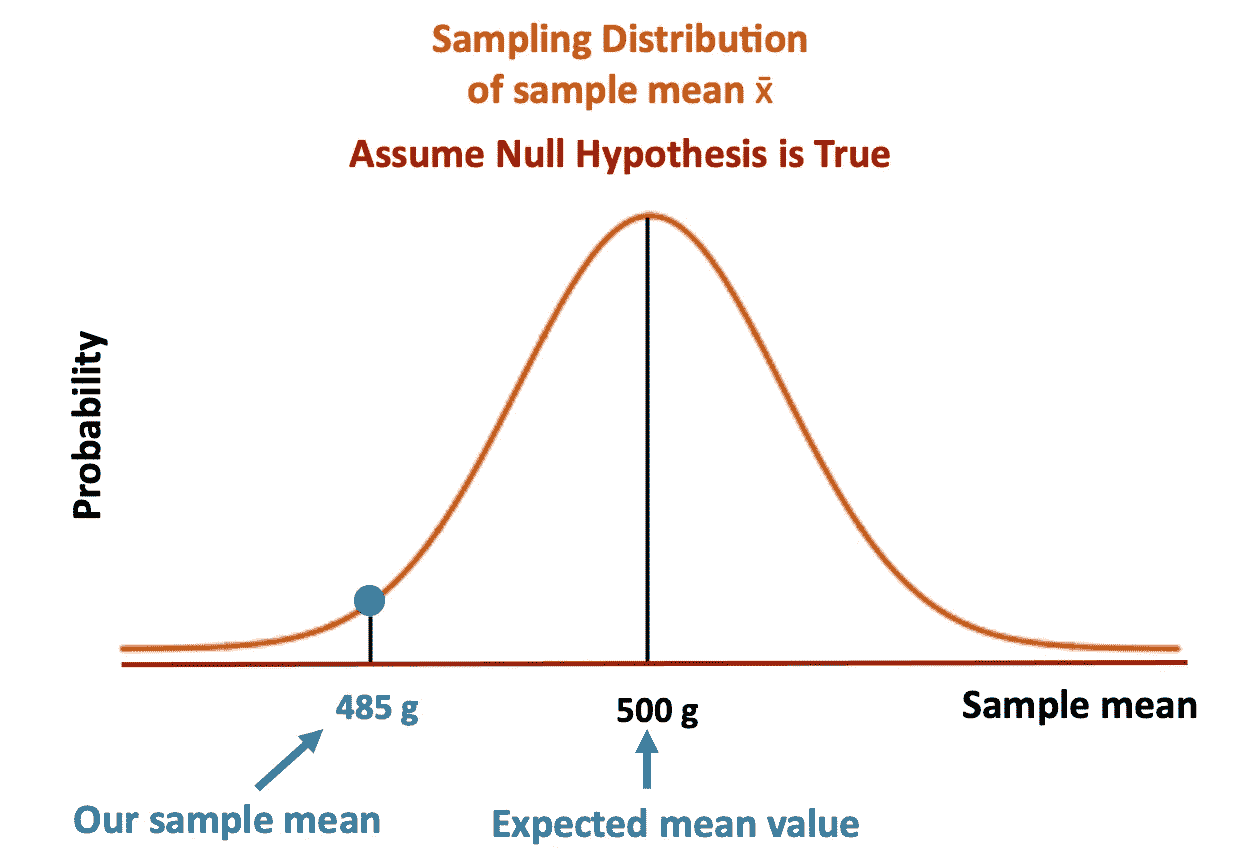 Sampling Distribution
of sample mean x̄
Assume Null Hypothesis is True
Probability
485 g
500 g
Sample mean
Our sample mean
Expected mean value